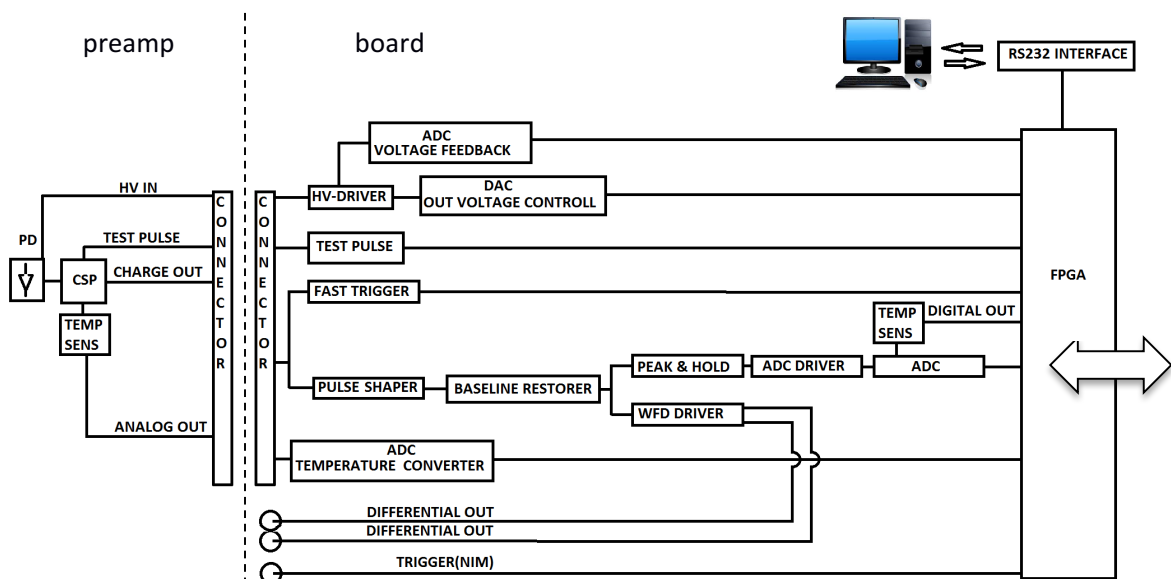 preamp
board
RS232 INTERFACE
ADC
VOLTAGE FEEDBACK
HV IN
HV-DRIVER
DAC
OUT VOLTAGE CONTROLL
CONNECTOR
CONNECTOR
PD
TEST PULSE
TEST PULSE
CSP
CHARGE OUT
FPGA
FAST TRIGGER
TEMP
SENS
TEMP
SENS
DIGITAL OUT
PEAK & HOLD
ADC DRIVER
ADC
PULSE SHAPER
BASELINE RESTORER
WFD DRIVER
ANALOG OUT
ADC
TEMPERATURE CONVERTER
DIFFERENTIAL OUT
DIFFERENTIAL OUT
TRIGGER(NIM)